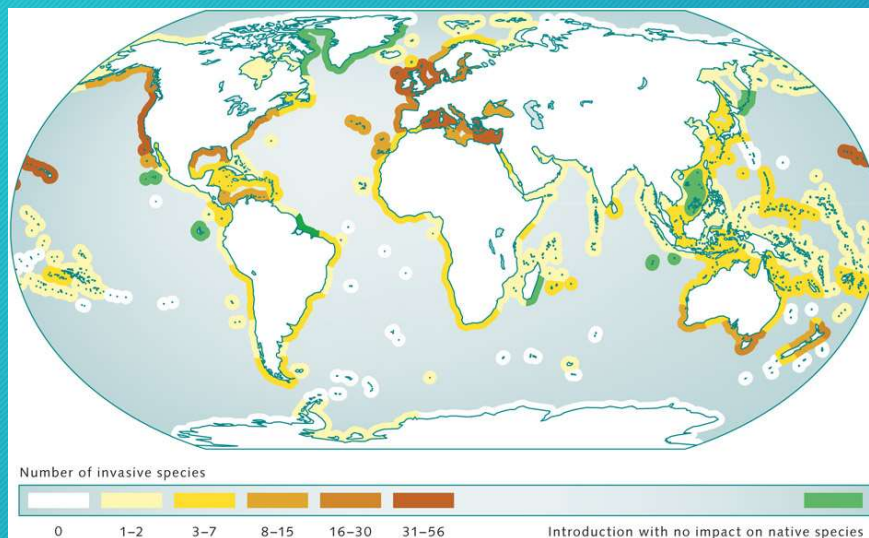 Number of invasive species
0 1–2 3–7 8–15 16–30 31–56 Introduction with no impact on native species